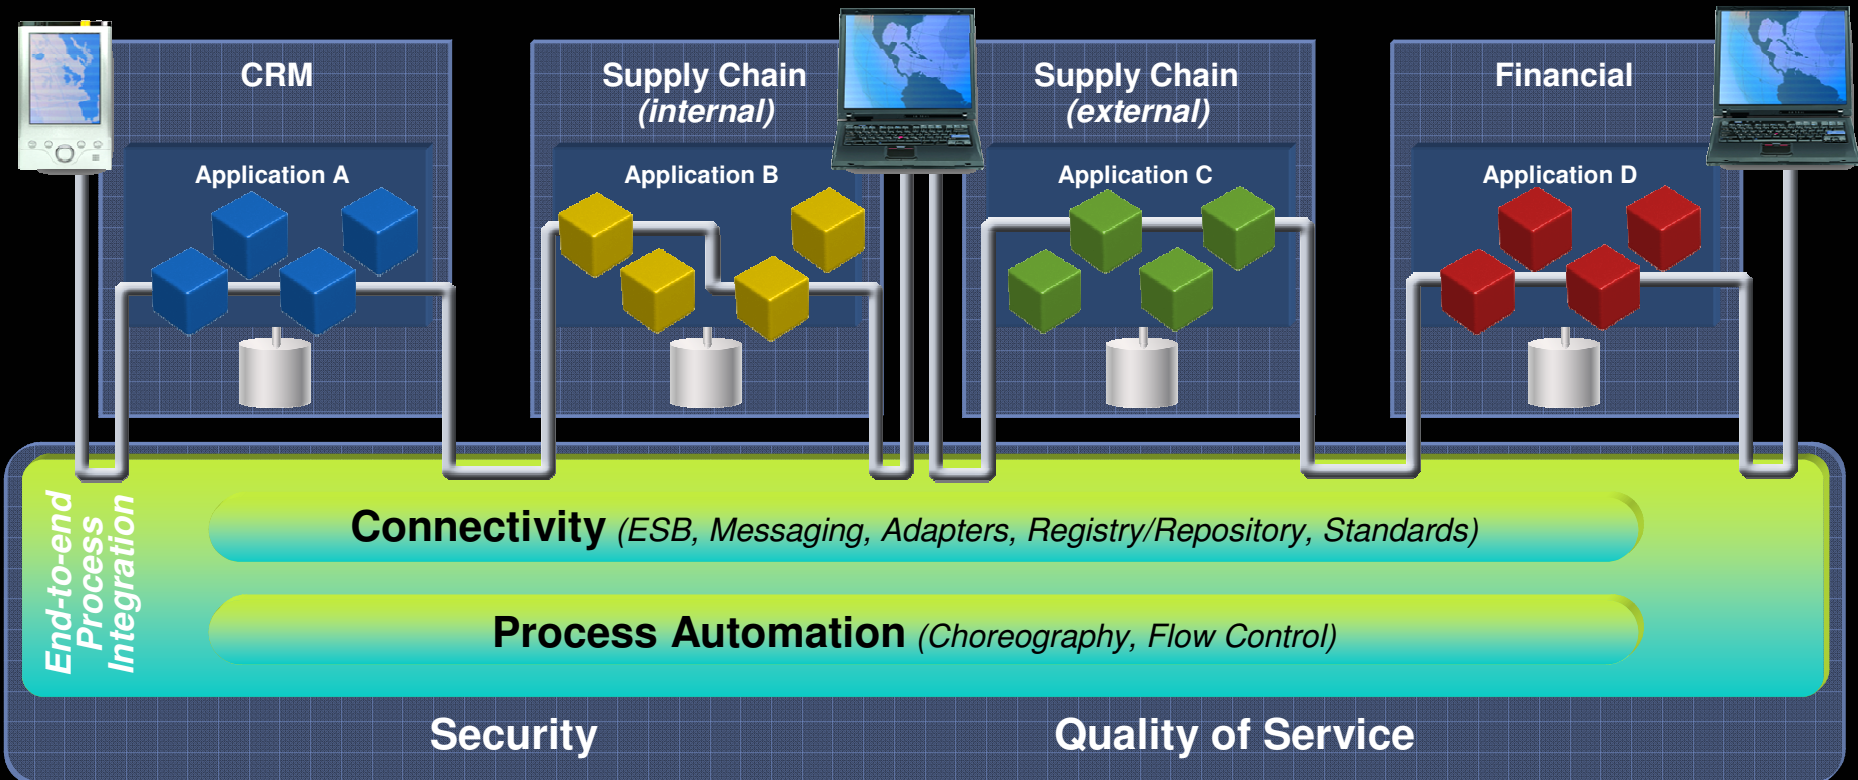 CRM
Supply Chain
(internal)
Supply Chain
(external)
Financial
Application A
Application B
Application C
Application D
End-to-end
Process
Integration
Connectivity (ESB, Messaging, Adapters, Registry/Repository, Standards)
Process Automation (Choreography, Flow Control)
Security
Quality of Service